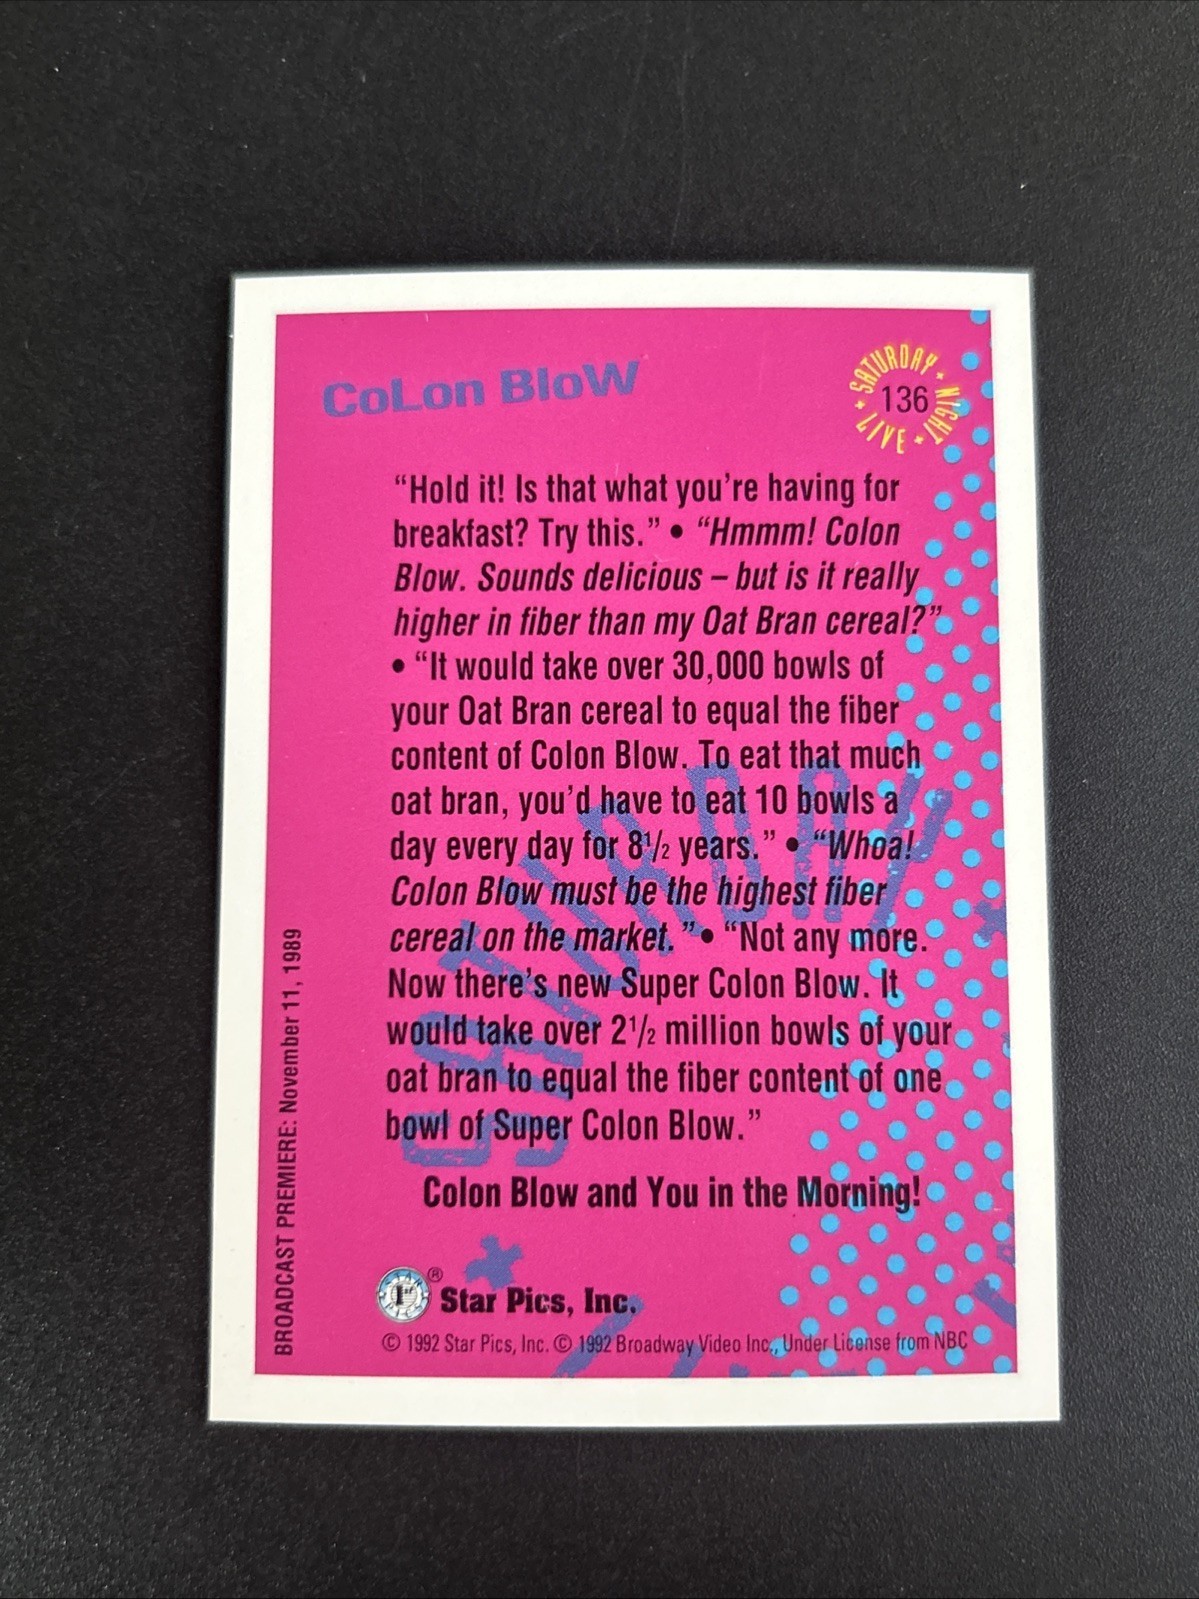 CoLon BloW
SATURDAY NIGHT LIVE
136
“Hold it! Is that what you’re having for
breakfast? Try this.” • “Hmmm! Colon
Blow. Sounds delicious – but is it really
higher in fiber than my Oat Bran cereal?”
• “It would take over 30,000 bowls of
your Oat Bran cereal to equal the fiber
content of Colon Blow. To eat that much
oat bran, you’d have to eat 10 bowls a
day every day for 8½ years.” • “Whoa!
Colon Blow must be the highest fiber
cereal on the market.” • “Not any more.
Now there’s new Super Colon Blow. It
would take over 2½ million bowls of your
oat bran to equal the fiber content of one
bowl of Super Colon Blow.”
Colon Blow and You in the Morning!
SATURDAY
BROADCAST PREMIERE: November 11, 1989
STAR PICS 1st ®
Star Pics, Inc.
© 1992 Star Pics, Inc. © 1992 Broadway Video Inc., Under License from NBC